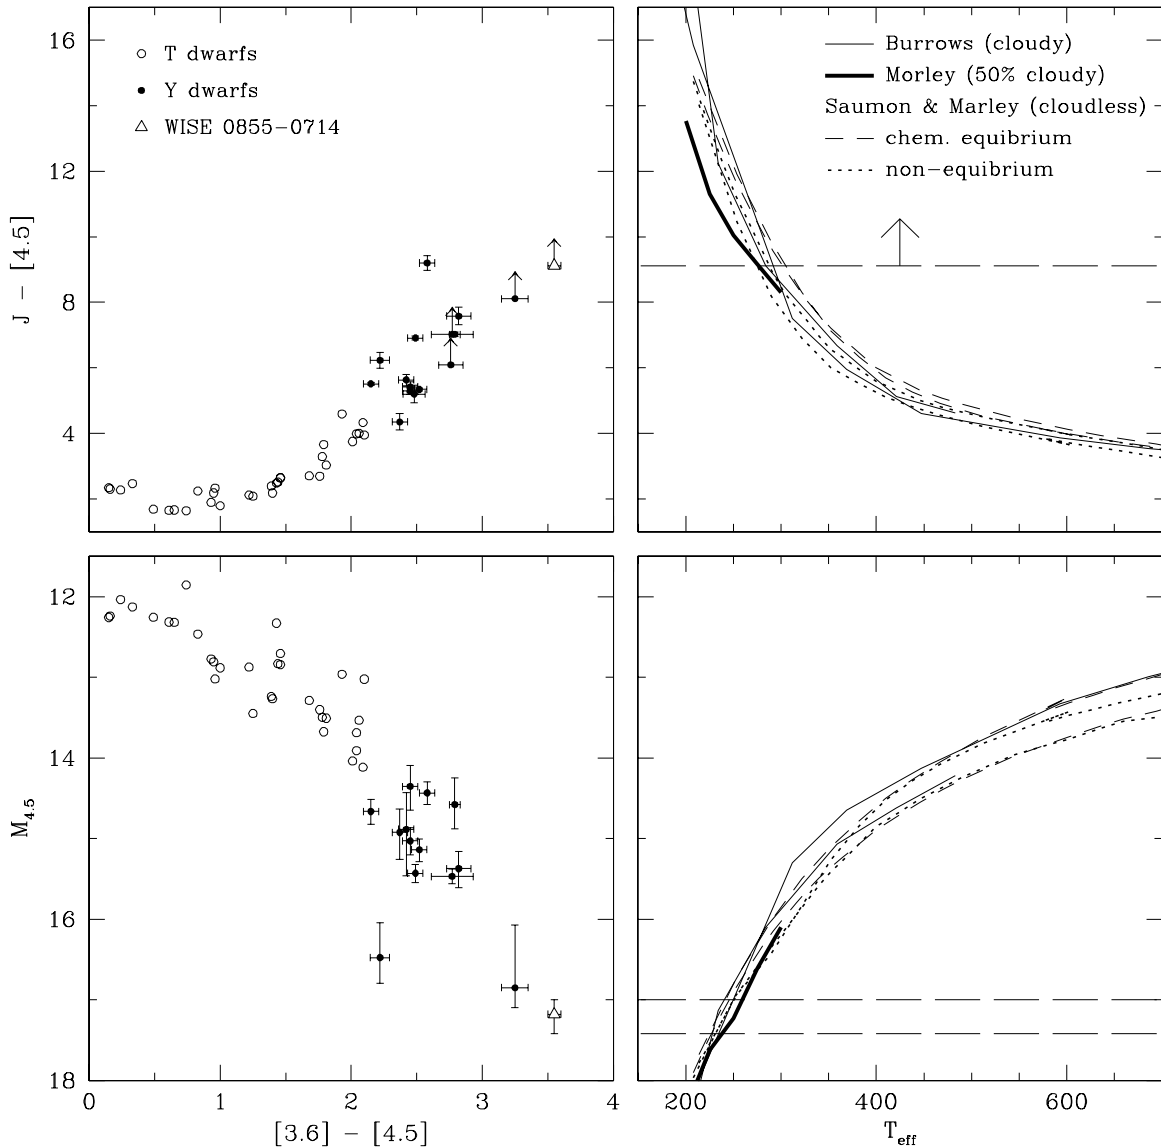 16
12
8
4
J − [4.5]
T dwarfs
Y dwarfs
WISE 0855−0714
Burrows (cloudy)
Morley (50% cloudy)
Saumon & Marley (cloudless)
chem. equibrium
non−equibrium
12
14
16
18
M4.5
0
1
2
3
4
[3.6] − [4.5]
200
400
600
Teff